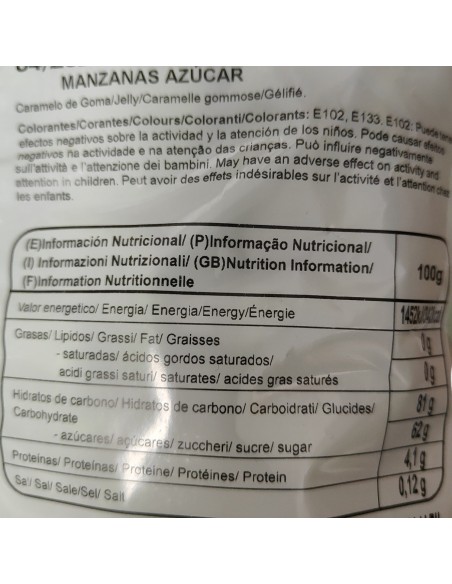 MANZANAS AZÚCAR
Caramelo de Goma/Jelly/Caramelle gommose/Gélifié.
Colorantes/Corantes/Colours/Coloranti/Colorants: E102, E133. E102: Puede tener
efectos negativos sobre la actividad y la atención de los niños. Pode causar efeitos
negativos na actividade e na atenção das crianças. Può influire negativamente
sull'attività e l'attenzione dei bambini. May have an adverse effect on activity and
attention in children. Peut avoir des effets indésirables sur l'activité et l'attention chez
les enfants.
(E)Información Nutricional/ (P)Informação Nutricional/
(I) Informazioni Nutrizionali/ (GB)Nutrition Information/
(F)Information Nutritionnelle
100g
Valor energetico/ Energia/ Energia/Energy/Énergie
Grasas/ Lipidos/ Grassi/ Fat/ Graisses
0g
- saturadas/ ácidos gordos saturados/
acidi grassi saturi/ saturates/ acides gras saturés
0g
Hidratos de carbono/ Hidratos de carbono/ Carboidrati/ Glucides/
Carbohydrate
81g
- azúcares/ açúcares/ zuccheri/ sucre/ sugar
62g
Proteinas/ Proteínas/ Proteine/ Protéines/ Protein
4,1g
Sal/ Sal/ Sale/Sel/ Salt
0,12g